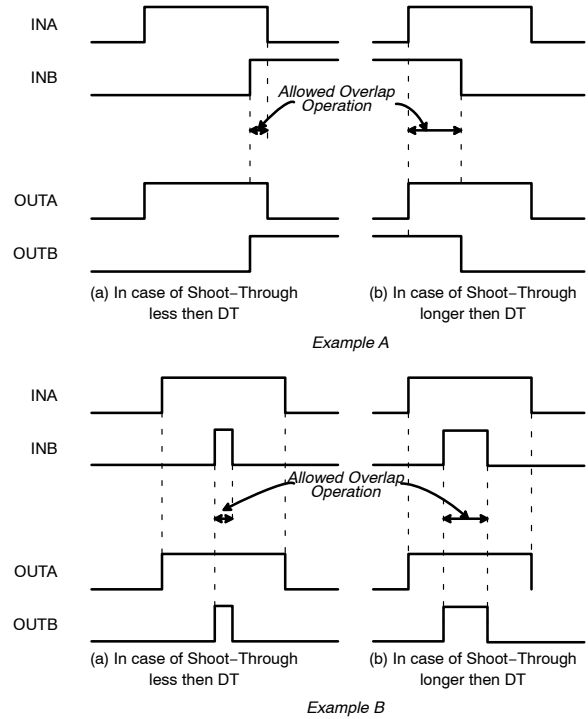 INA
INB
Allowed Overlap
Operation
OUTA
OUTB
(a) In case of Shoot−Through
less then DT
(b) In case of Shoot−Through
longer then DT
Example A
INA
INB
Allowed Overlap
Operation
OUTA
OUTB
(a) In case of Shoot−Through
less then DT
(b) In case of Shoot−Through
longer then DT
Example B